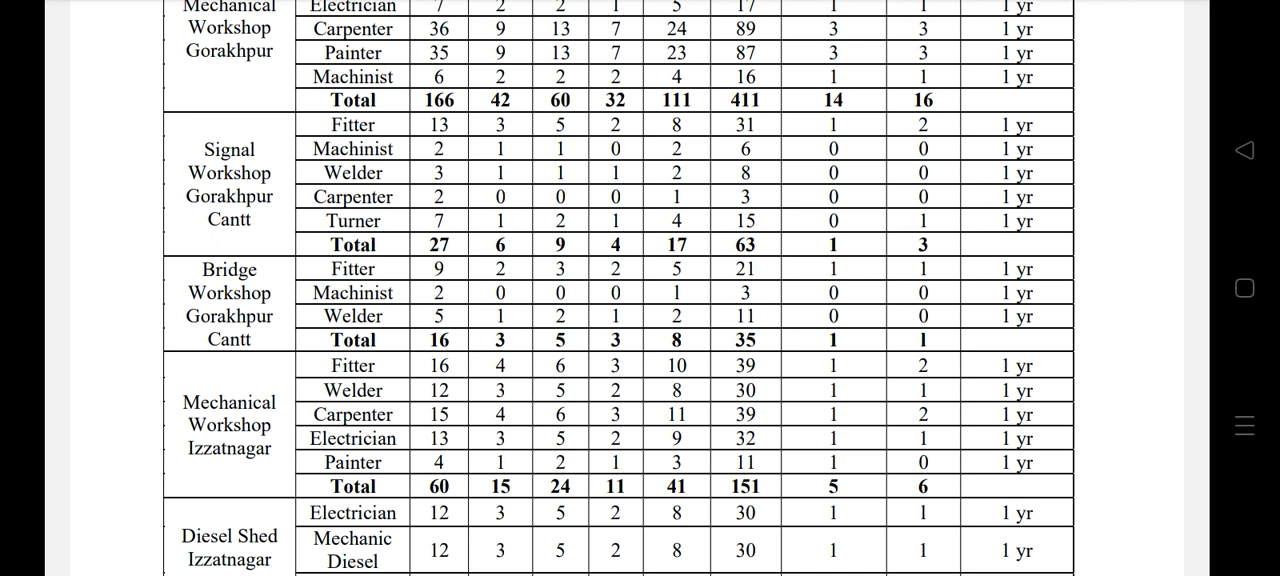 Mechanical Workshop Gorakhpur
Electrician 7 2 2 1 5 17 1 1 1 yr
Carpenter 36 9 13 7 24 89 3 3 1 yr
Painter 35 9 13 7 23 87 3 3 1 yr
Machinist 6 2 2 2 4 16 1 1 1 yr
Total 166 42 60 32 111 411 14 16
Signal Workshop Gorakhpur Cantt
Fitter 13 3 5 2 8 31 1 2 1 yr
Machinist 2 1 1 0 2 6 0 0 1 yr
Welder 3 1 1 1 2 8 0 0 1 yr
Carpenter 2 0 0 0 1 3 0 0 1 yr
Turner 7 1 2 1 4 15 0 1 1 yr
Total 27 6 9 4 17 63 1 3
Bridge Workshop Gorakhpur Cantt
Fitter 9 2 3 2 5 21 1 1 1 yr
Machinist 2 0 0 0 1 3 0 0 1 yr
Welder 5 1 2 1 2 11 0 0 1 yr
Total 16 3 5 3 8 35 1 1
Mechanical Workshop Izzatnagar
Fitter 16 4 6 3 10 39 1 2 1 yr
Welder 12 3 5 2 8 30 1 1 1 yr
Carpenter 15 4 6 3 11 39 1 2 1 yr
Electrician 13 3 5 2 9 32 1 1 1 yr
Painter 4 1 2 1 3 11 1 0 1 yr
Total 60 15 24 11 41 151 5 6
Diesel Shed Izzatnagar
Electrician 12 3 5 2 8 30 1 1 1 yr
Mechanic Diesel 12 3 5 2 8 30 1 1 1 yr